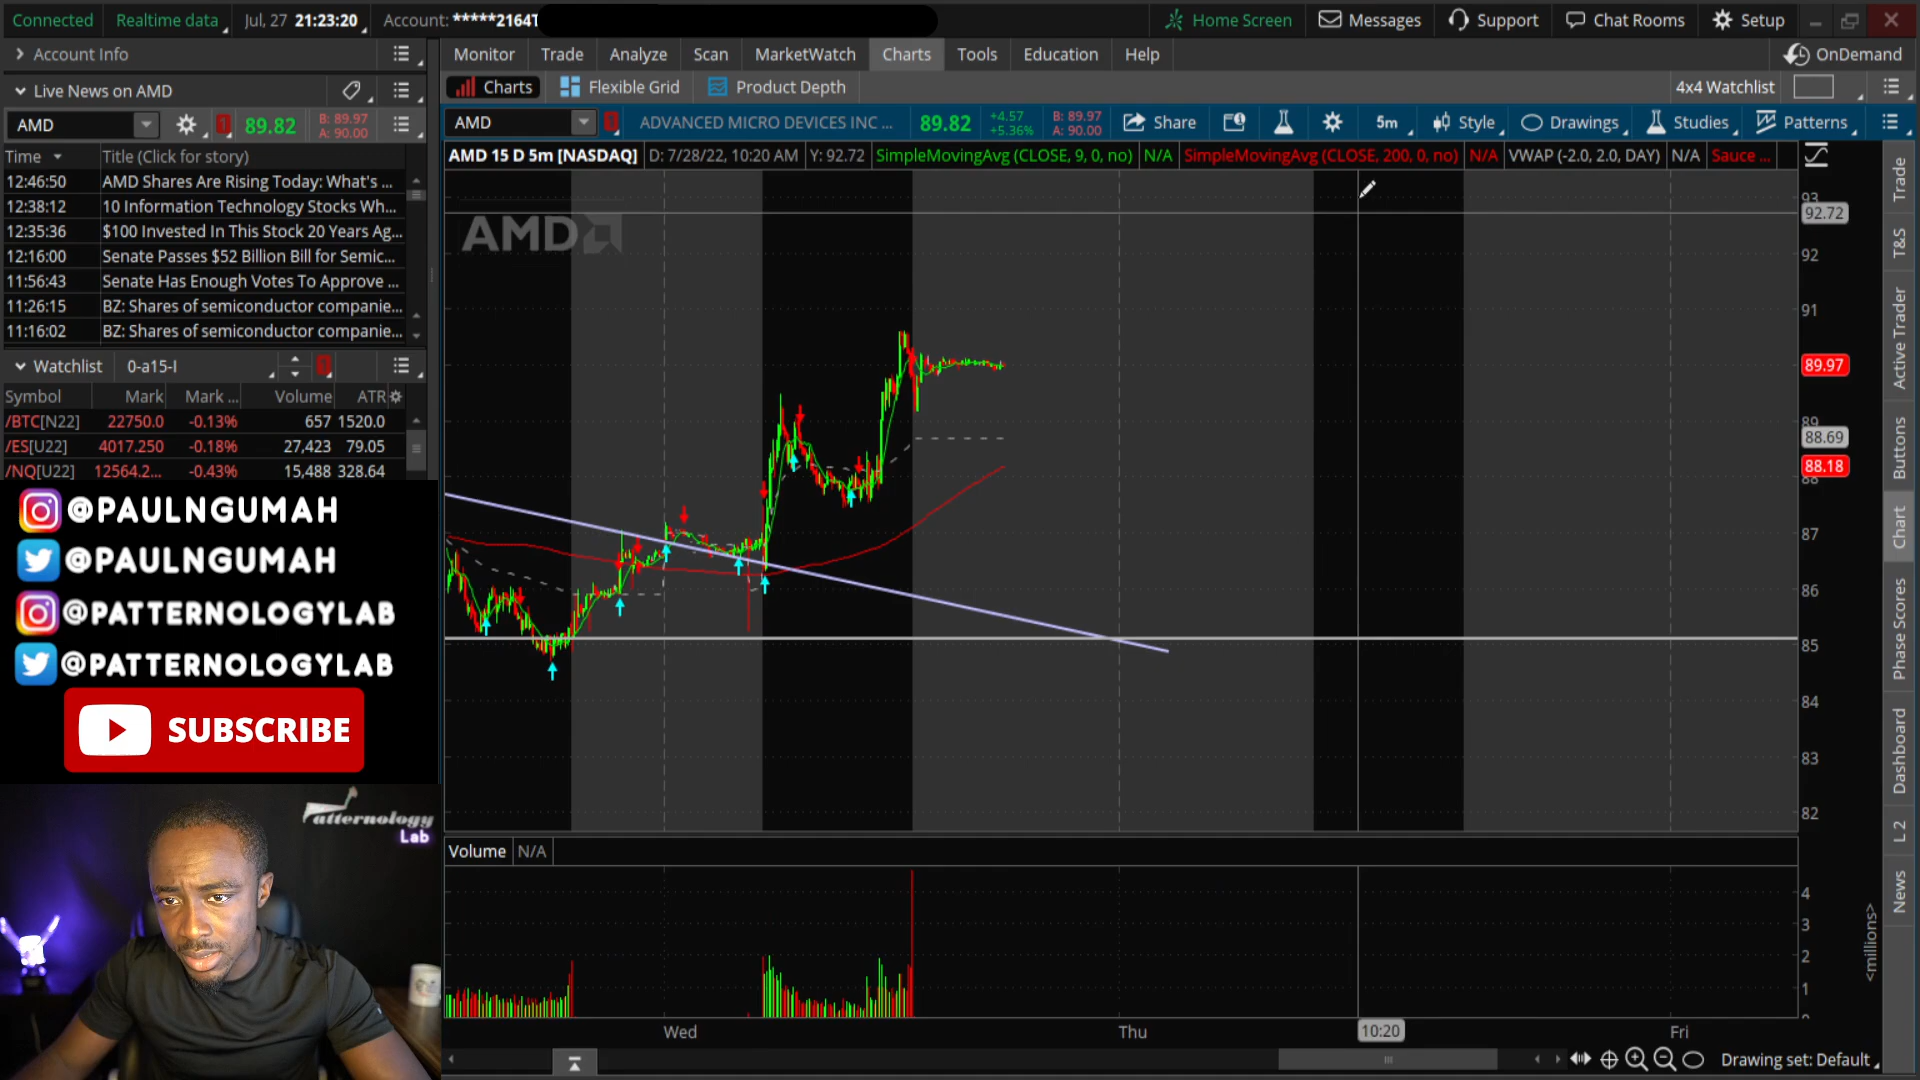 Connected Realtime data Jul, 27 21:23:20 Account: *****2164T Home Screen Messages Support Chat Rooms Setup
Account Info
Monitor Trade Analyze Scan MarketWatch Charts Tools Education Help OnDemand
Live News on AMD
Charts Flexible Grid Product Depth 4x4 Watchlist
AMD 1 89.82 B: 89.97 A: 90.00
AMD ADVANCED MICRO DEVICES INC ... 89.82 +4.57 +5.36% B: 89.97 A: 90.00 Share 5m Style Drawings Studies Patterns
AMD 15 D 5m [NASDAQ] D: 7/28/22, 10:20 AM Y: 92.72 SimpleMovingAvg (CLOSE, 9, 0, no) N/A SimpleMovingAvg (CLOSE, 200, 0, no) N/A VWAP (-2.0, 2.0, DAY) N/A Sauce ...
Time Title (Click for story)
12:46:50 AMD Shares Are Rising Today: What's ...
12:38:12 10 Information Technology Stocks Wh...
12:35:36 $100 Invested In This Stock 20 Years Ag...
12:16:00 Senate Passes $52 Billion Bill for Semic...
11:56:43 Senate Has Enough Votes To Approve ...
11:26:15 BZ: Shares of semiconductor companie...
11:16:02 BZ: Shares of semiconductor companie...
Watchlist 0-a15-I 1
Symbol Mark Mark ... Volume ATR
/BTC[N22] 22750.0 -0.13% 657 1520.0
/ES[U22] 4017.250 -0.18% 27,423 79.05
/NQ[U22] 12564.2... -0.43% 15,488 328.64
@PAULNGUMAH
@PAULNGUMAH
@PATTERNOLOGYLAB
@PATTERNOLOGYLAB
SUBSCRIBE
Patternology
Lab
AMD
93
92.72
92
91
89.97
89
88.69
88.18
88
87
86
85
84
83
82
Volume N/A
4
3
2
1
0
<millions>
Wed Thu 10:20 Fri
Drawing set: Default
Trade
T&S
Active Trader
Buttons
Chart
Phase Scores
Dashboard
L 2
News